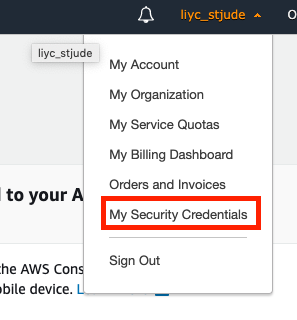 liyc_stjude
O
liyc_stjude
My Account
My Organization
My Service Quotas
My Billing Dashboard
Orders and Invoices
d to your A
My Security Credentials
Sign Out
the AWS Cons
obile device. L